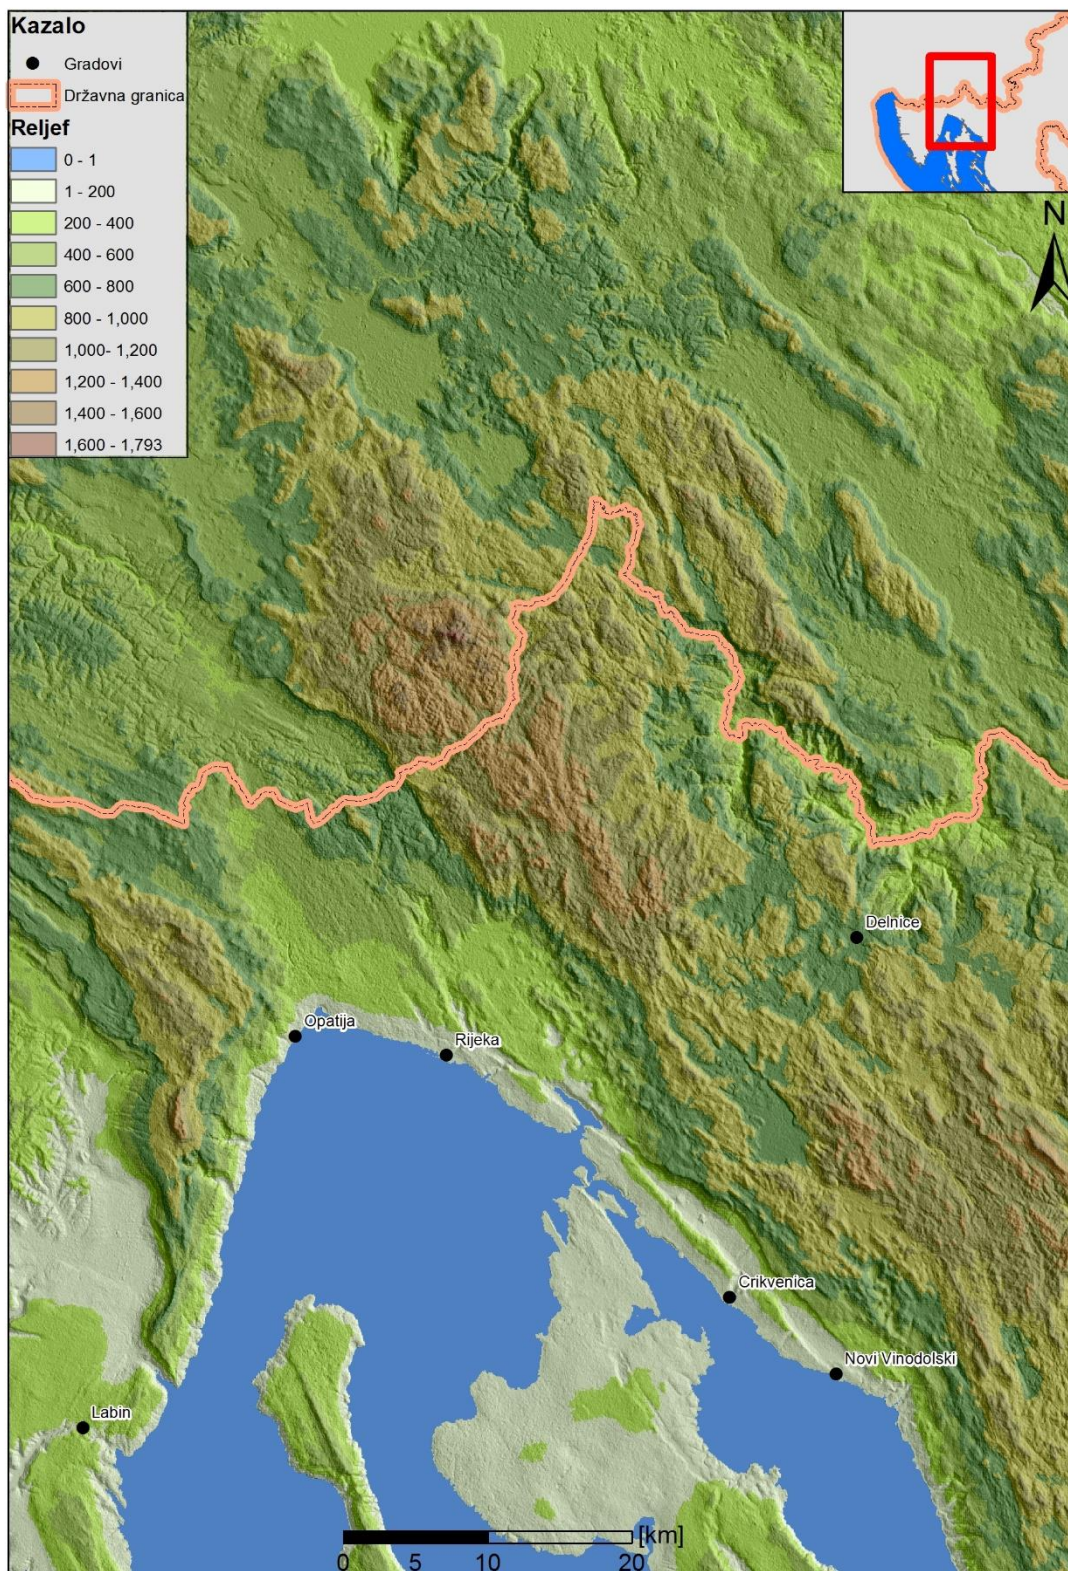 Kazalo
Gradovi
Državna granica
Reljef
0 - 1
1 - 200
200 - 400
400 - 600
600 - 800
800 - 1,000
1,000- 1,200
1,200 - 1,400
1,400 - 1,600
1,600 - 1,793
N
Delnice
Opatija
Rijeka
Crikvenica
Novi Vinodolski
Labin
[km]
0 5 10 20